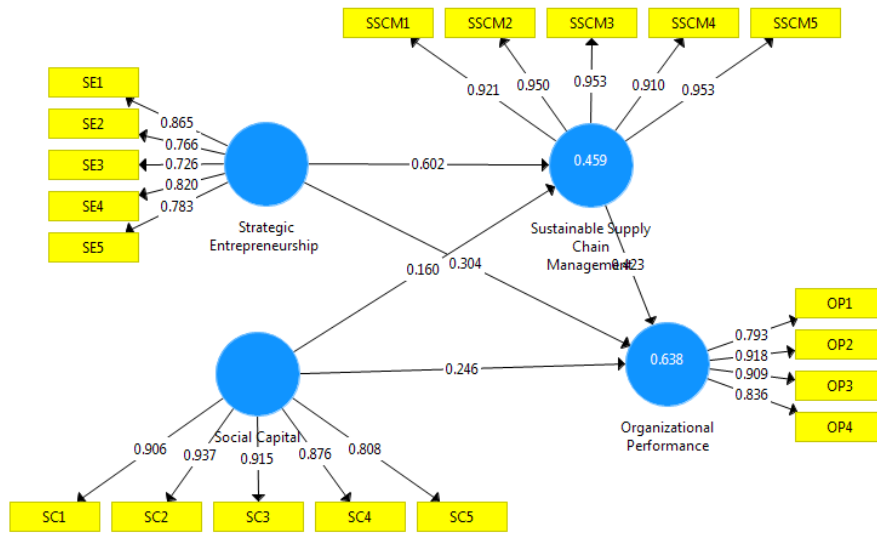 SSCM1 SSCM2 SSCM3 SSCM4 SSCM5
0.921 0.950 0.953 0.910 0.953
SE1
SE2
SE3
SE4
SE5
0.865
0.766
0.726
0.820
0.783
Strategic
Entrepreneurship
0.602
0.459
Sustainable Supply
Chain
Management
0.160
0.304
0.423
0.246
0.638
Organizational
Performance
0.793
0.918
0.909
0.836
OP1
OP2
OP3
OP4
Social Capital
0.906 0.937 0.915 0.876 0.808
SC1 SC2 SC3 SC4 SC5